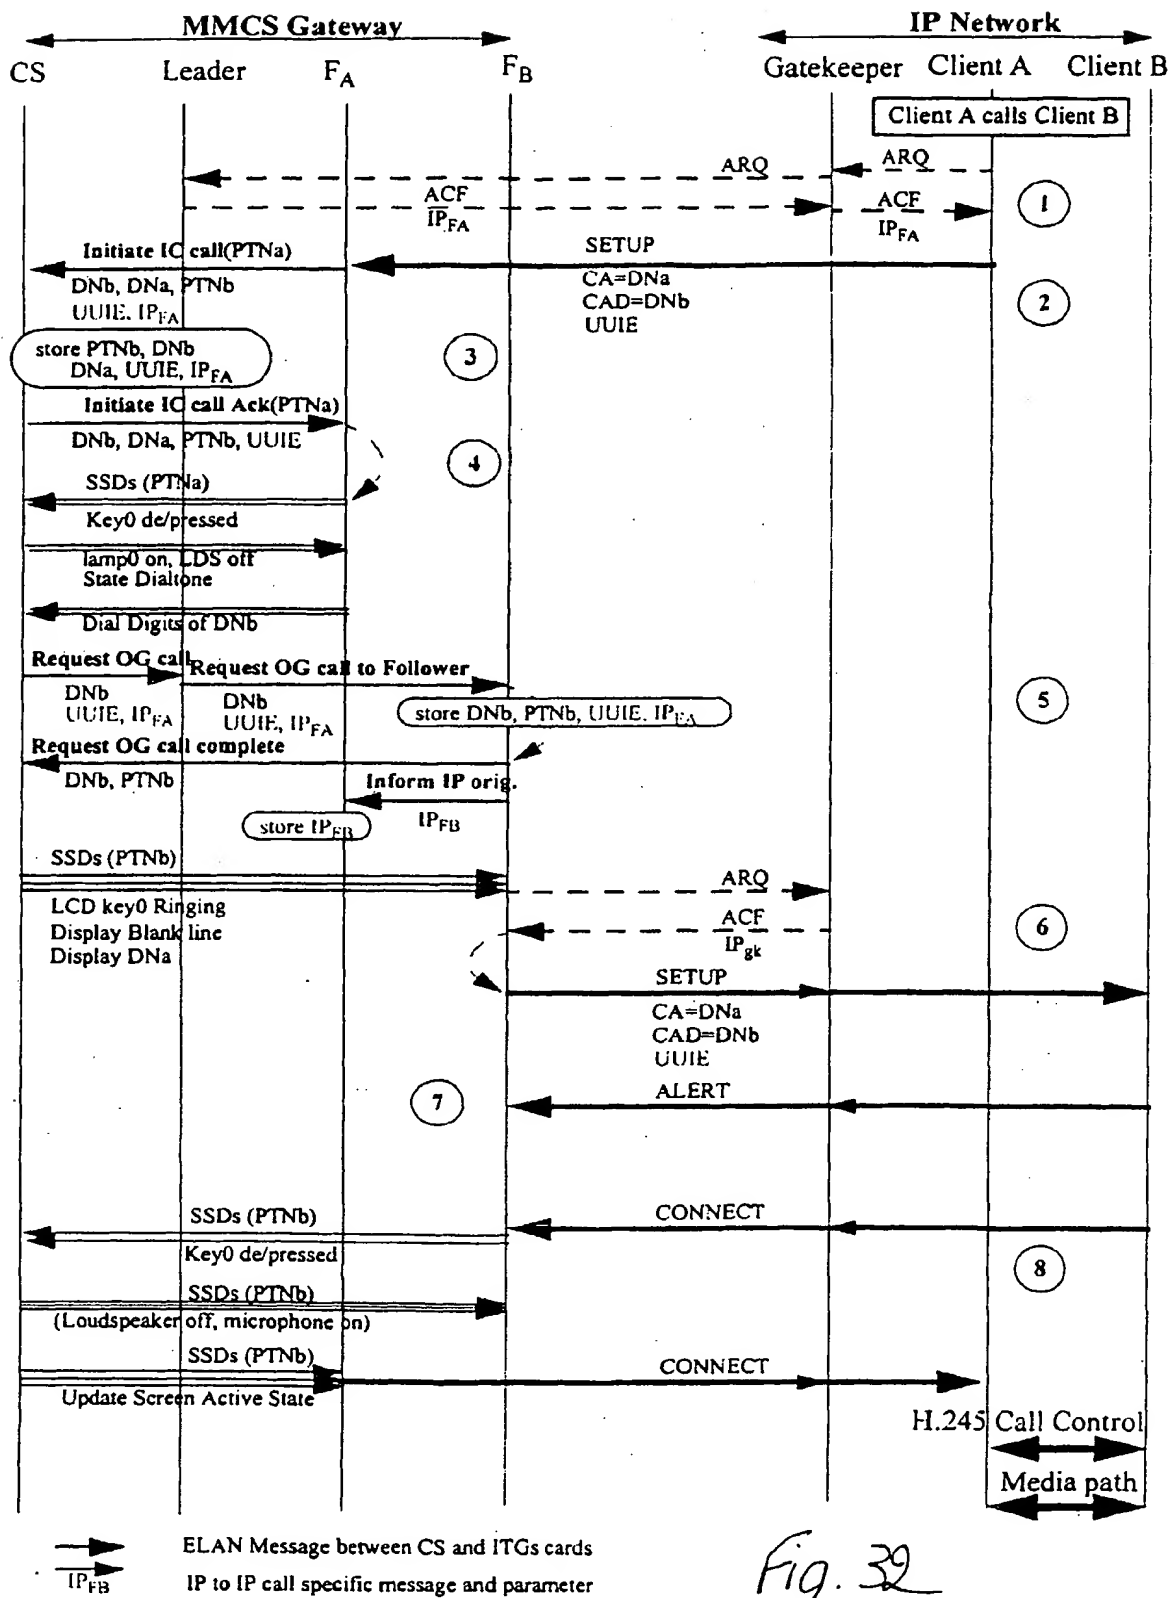 MMCS Gateway
IP Network
CS
Leader
FA
FB
Gatekeeper
Client A
Client B
Client A calls Client B
ARQ
ARQ
ACF
IPFA
ACF
IPFA
1
Initiate IC call(PTNa)
DNb, DNa, PTNb
UUIE, IPFA
SETUP
CA=DNa
CAD=DNb
UUIE
2
store PTNb, DNb
DNa, UUIE, IPFA
3
Initiate IC call Ack(PTNa)
DNb, DNa, PTNb, UUIE
4
SSDs (PTNa)
Key0 de/pressed
lamp0 on, LDS off
State Dialtone
Dial Digits of DNb
Request OG call
DNb
UUIE, IPFA
Request OG call to Follower
DNb
UUIE, IPFA
store DNb, PTNb, UUIE. IPFA
5
Request OG call complete
DNb, PTNb
Inform IP orig.
IPFB
store IPFB
SSDs (PTNb)
LCD key0 Ringing
Display Blank line
Display DNa
ARQ
ACF
IPgk
6
SETUP
CA=DNa
CAD=DNb
UUIE
7
ALERT
SSDs (PTNb)
Key0 de/pressed
CONNECT
8
SSDs (PTNb)
(Loudspeaker off, microphone on)
SSDs (PTNb)
Update Screen Active State
CONNECT
H.245 Call Control
Media path
ELAN Message between CS and ITGs cards
IPFB
IP to IP call specific message and parameter
Fig. 32